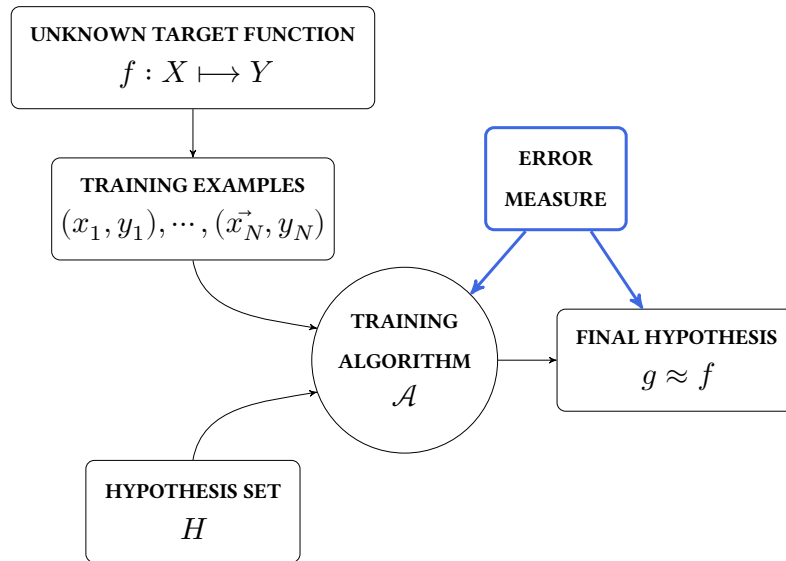 UNKNOWN TARGET FUNCTION
f : X ⟼ Y
TRAINING EXAMPLES
(x₁, y₁), ⋯ , (x⃗_N, y_N)
ERROR
MEASURE
TRAINING
ALGORITHM
𝒜
FINAL HYPOTHESIS
g ≈ f
HYPOTHESIS SET
H